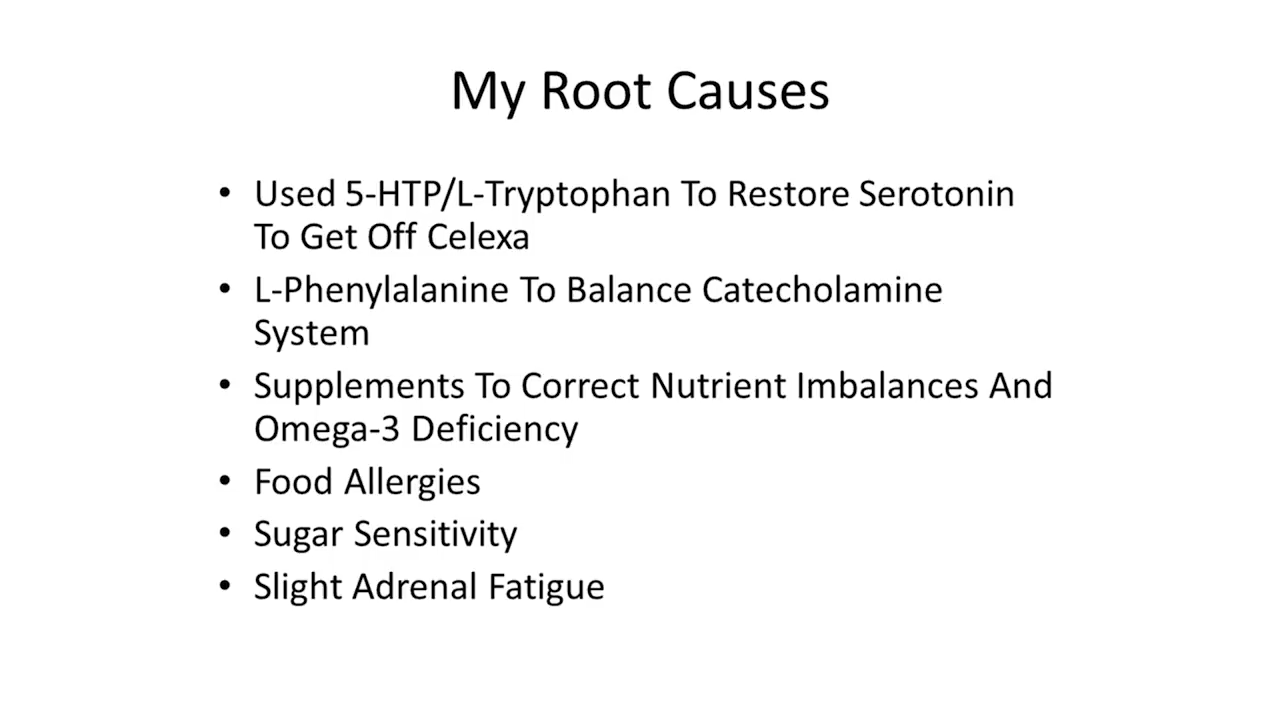 My Root Causes
• Used 5-HTP/L-Tryptophan To Restore Serotonin
To Get Off Celexa
• L-Phenylalanine To Balance Catecholamine
System
• Supplements To Correct Nutrient Imbalances And
Omega-3 Deficiency
• Food Allergies
• Sugar Sensitivity
• Slight Adrenal Fatigue